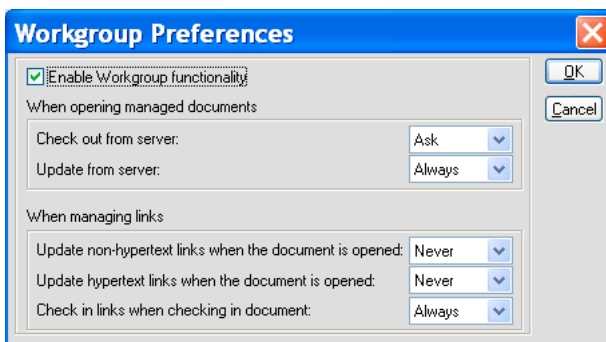 Workgroup Preferences
Enable Workgroup functionality
OK
When opening managed documents
Cancel
Check out from server: Ask
Update from server: Always
When managing links
Update non-hypertext links when the document is opened: Never
Update hypertext links when the document is opened: Never
Check in links when checking in document: Always